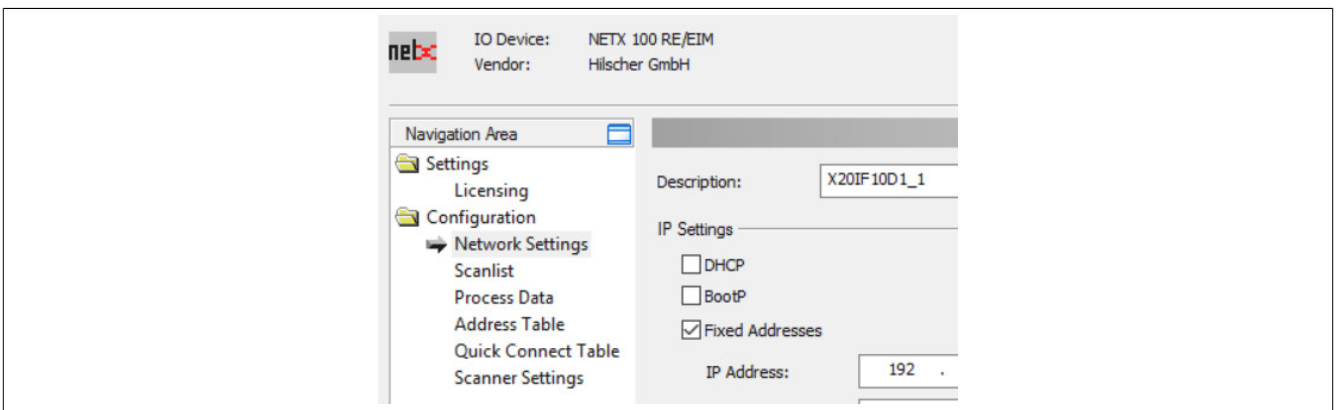 netx
IO Device: NETX 100 RE/EIM
Vendor: Hilscher GmbH
Navigation Area
Settings
Licensing
Configuration
Network Settings
Scanlist
Process Data
Address Table
Quick Connect Table
Scanner Settings
Description: X20IF10D1_1
IP Settings
DHCP
BootP
Fixed Addresses
IP Address: 192 .